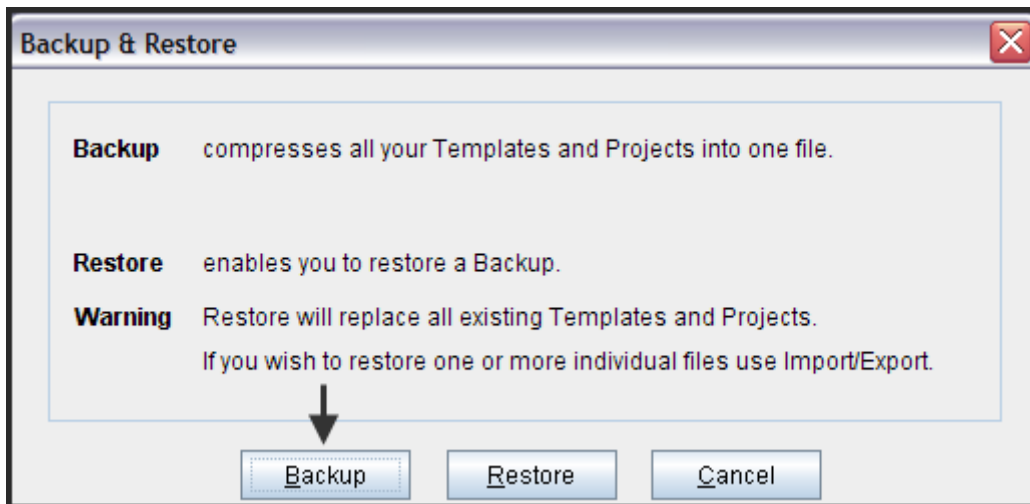 Backup & Restore
Backup compresses all your Templates and Projects into one file.
Restore enables you to restore a Backup.
Warning Restore will replace all existing Templates and Projects.
If you wish to restore one or more individual files use Import/Export.
Backup Restore Cancel